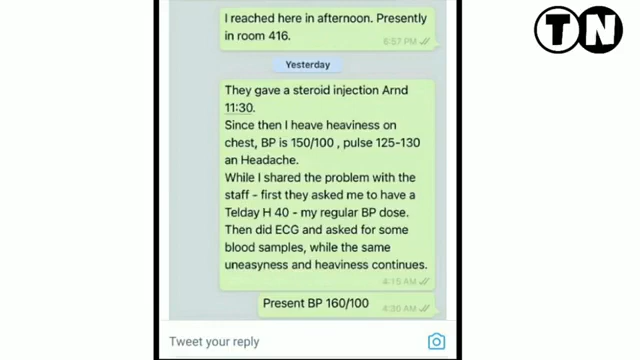 TN
I reached here in afternoon. Presently
in room 416.
6:57 PM
Yesterday
They gave a steroid injection Arnd
11:30.
Since then I heave heaviness on
chest, BP is 150/100 , pulse 125-130
an Headache.
While I shared the problem with the
staff - first they asked me to have a
Telday H 40 - my regular BP dose.
Then did ECG and asked for some
blood samples, while the same
uneasyness and heaviness continues.
4:15 AM
Present BP 160/100
4:30 AM
Tweet your reply